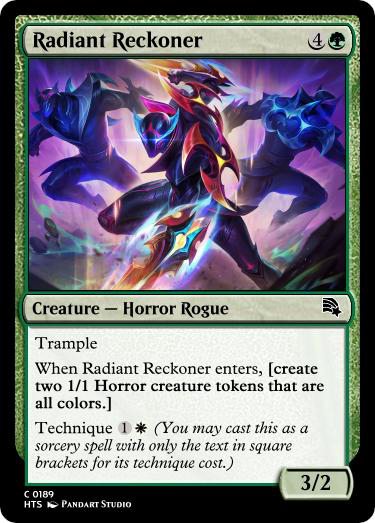 Radiant Reckoner 4
Creature — Horror Rogue
Trample
When Radiant Reckoner enters, [create
two 1/1 Horror creature tokens that are
all colors.]
Technique 1 (You may cast this as a
sorcery spell with only the text in square
brackets for its technique cost.)
3/2
C 0189
HTS Pandart Studio